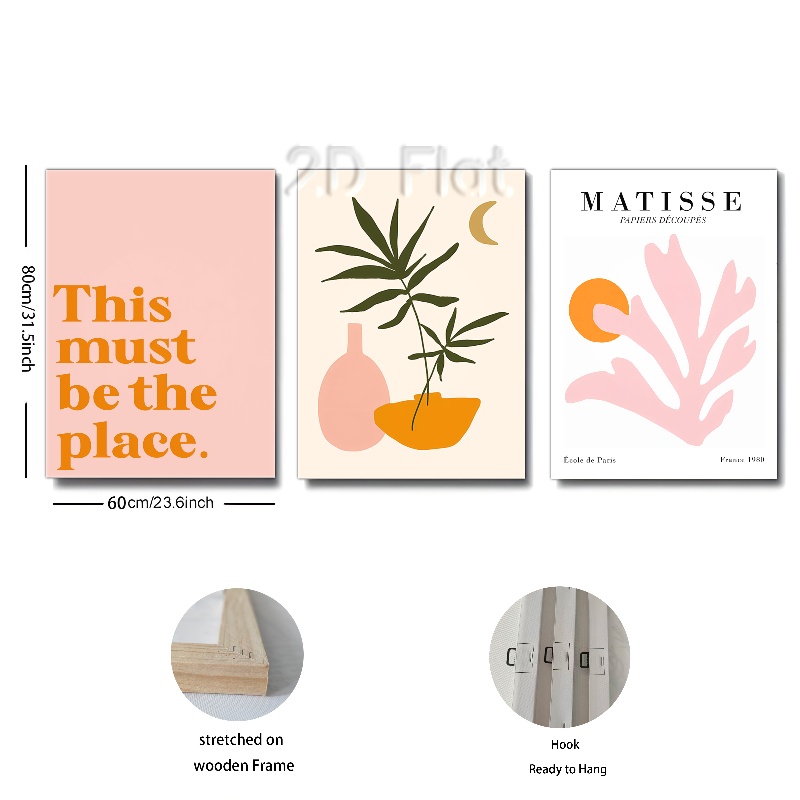 2D Flat
80cm/31.5inch
This
must
be the
place.
MATISSE
PAPIERS DÉCOUPÉS
École de Paris
France 1980
60cm/23.6inch
stretched on
wooden Frame
Hook
Ready to Hang